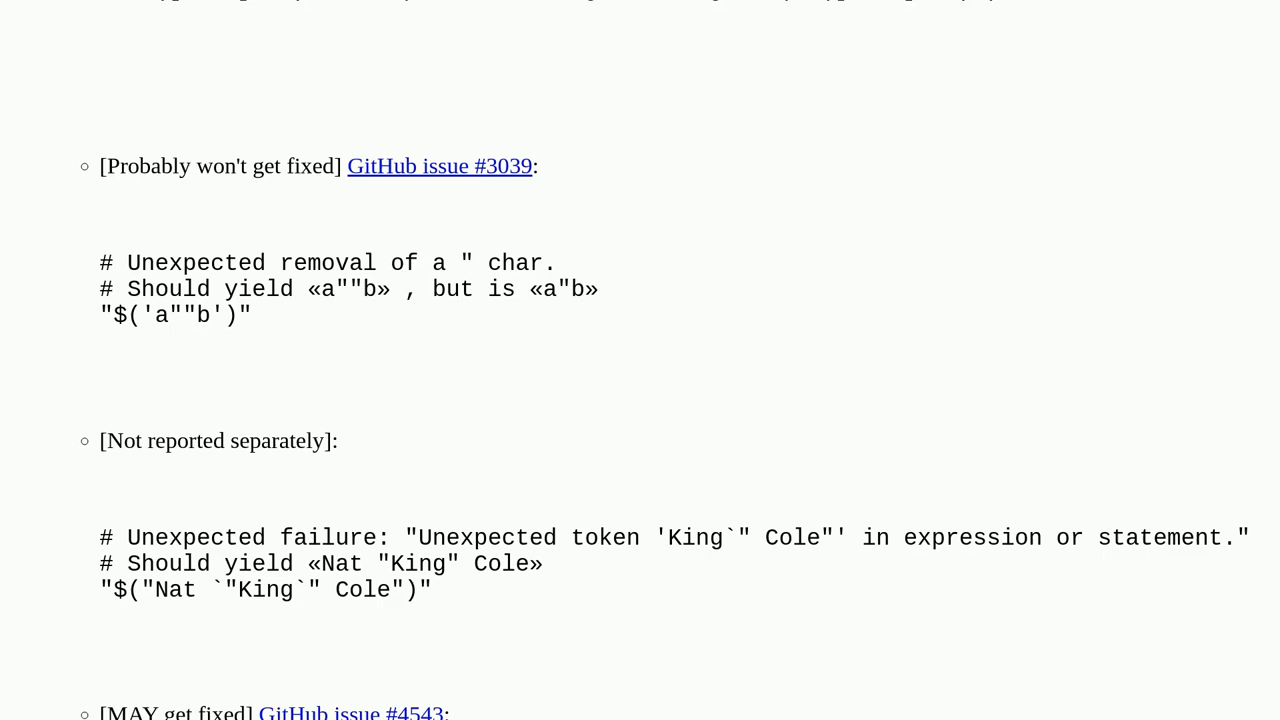 [Probably won't get fixed] GitHub issue #3039:
# Unexpected removal of a " char.
# Should yield «a""b» , but is «a"b»
"$('a""b')"
[Not reported separately]:
# Unexpected failure: "Unexpected token 'King`" Cole"' in expression or statement."
# Should yield «Nat "King" Cole»
"$("Nat `"King`" Cole")"
[MAY get fixed] GitHub issue #4543: